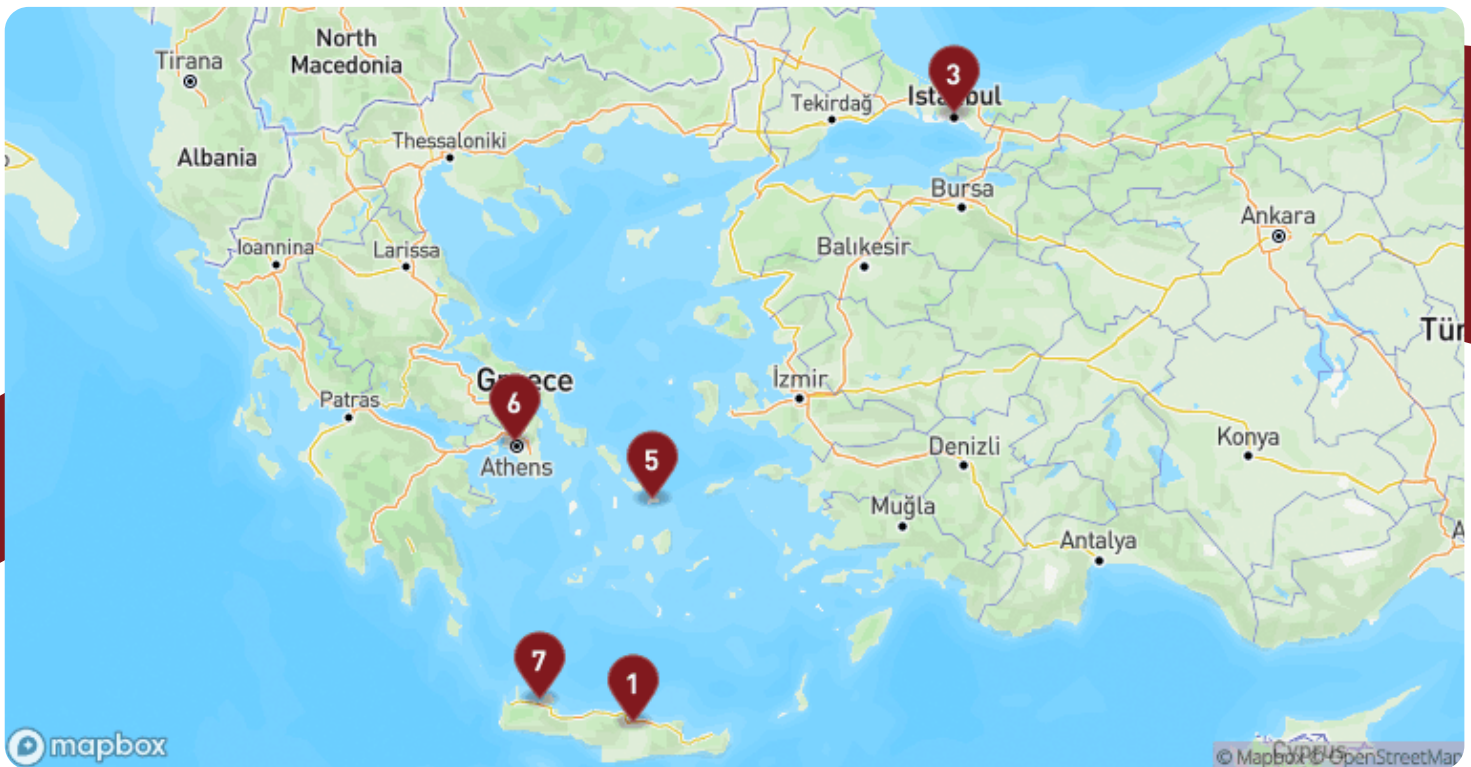 North
Macedonia
Tirana
3
Tekirdağ
Istanbul
Thessaloniki
Albania
Bursa
Ankara
Ioannina
Larissa
Balıkesir
Tür
Greece
İzmir
6
Patras
Konya
Denizli
5
Athens
Muğla
Antalya
A
7
1
mapbox
Cyprus
© Mapbox © OpenStreetMap